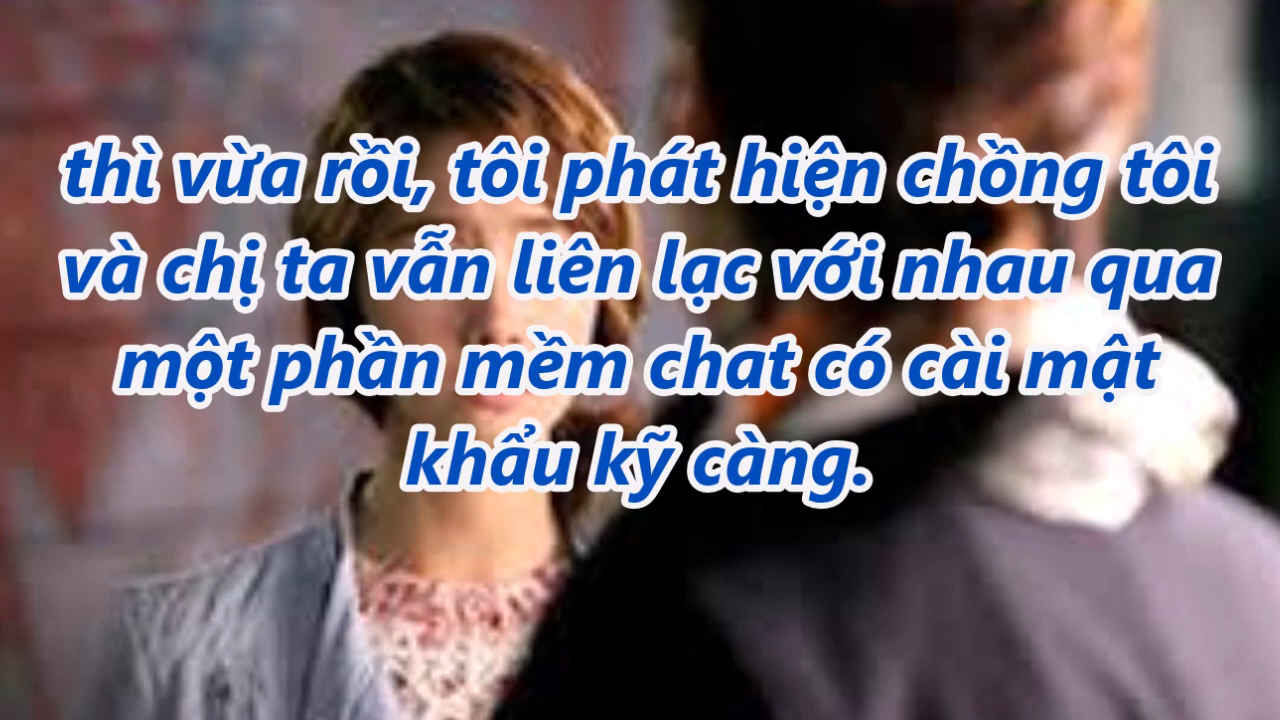 thì vừa rồi, tôi phát hiện chồng tôi
và chị ta vẫn liên lạc với nhau qua
một phần mềm chat có cài mật
khẩu kỹ càng.